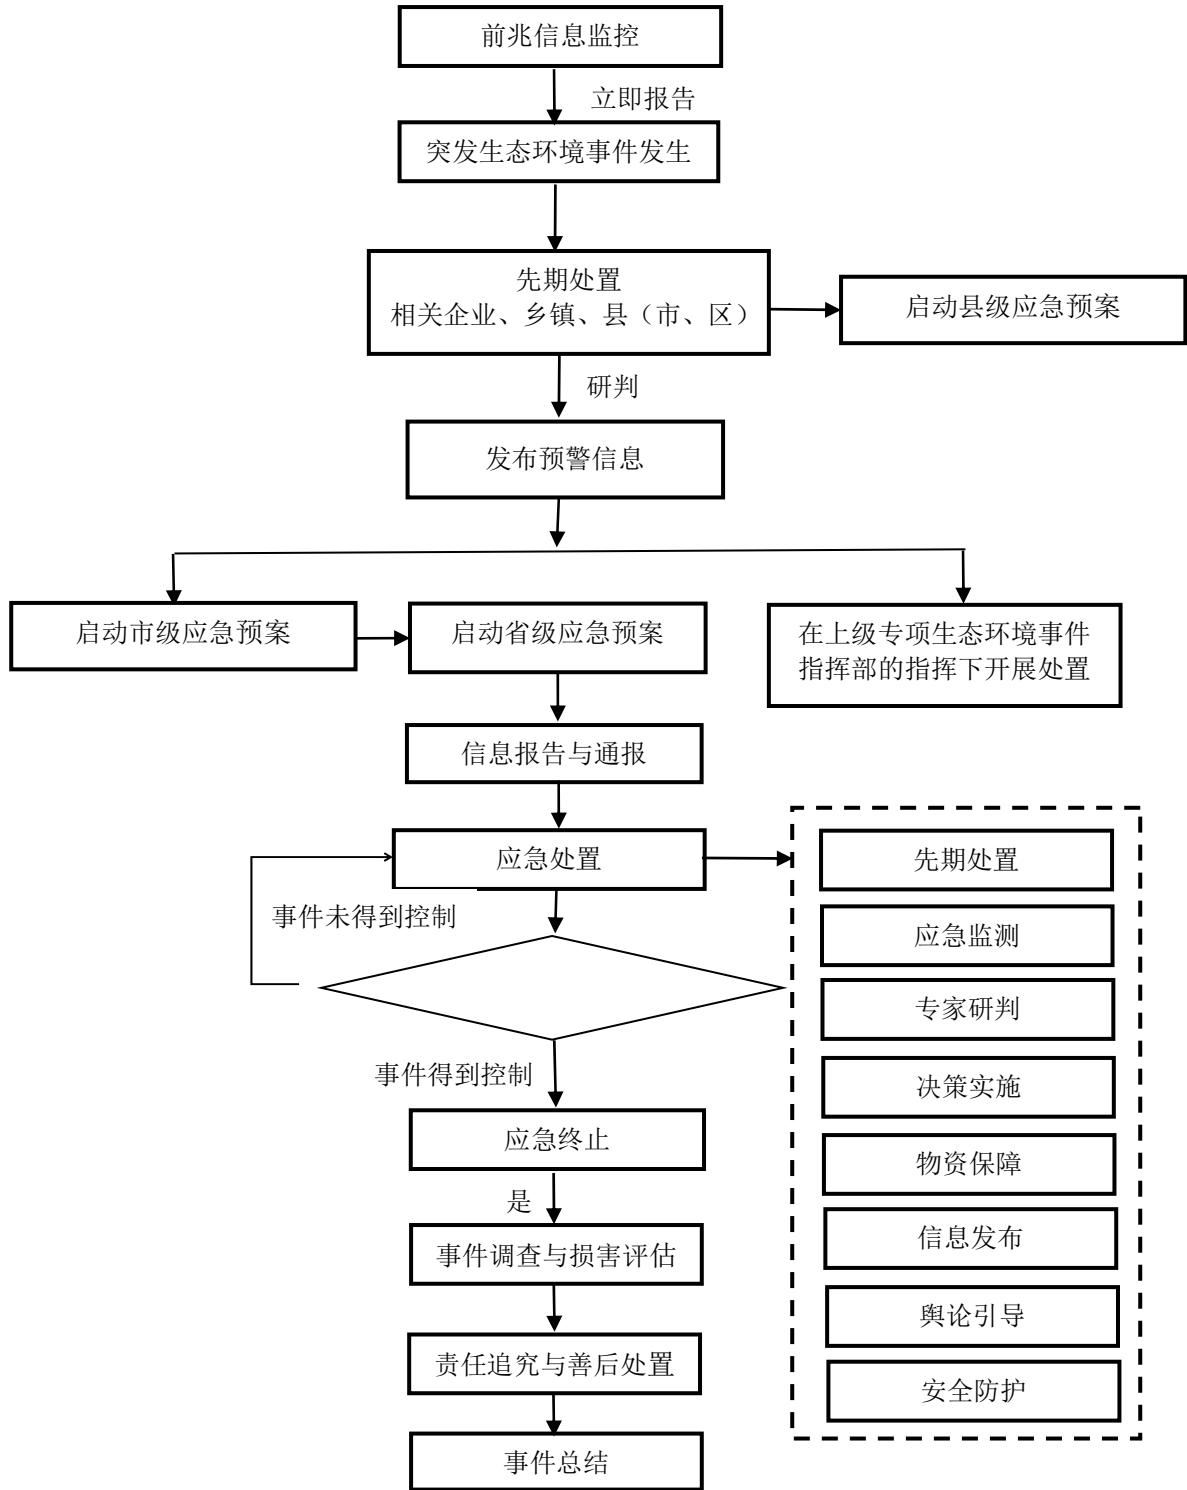 前兆信息监控
立即报告
突发生态环境事件发生
先期处置
相关企业、乡镇、县（市、区）
启动县级应急预案
研判
发布预警信息
启动市级应急预案
启动省级应急预案
在上级专项生态环境事件
指挥部的指挥下开展处置
信息报告与通报
应急处置
事件未得到控制
事件得到控制
应急终止
是
事件调查与损害评估
责任追究与善后处置
事件总结
先期处置
应急监测
专家研判
决策实施
物资保障
信息发布
舆论引导
安全防护